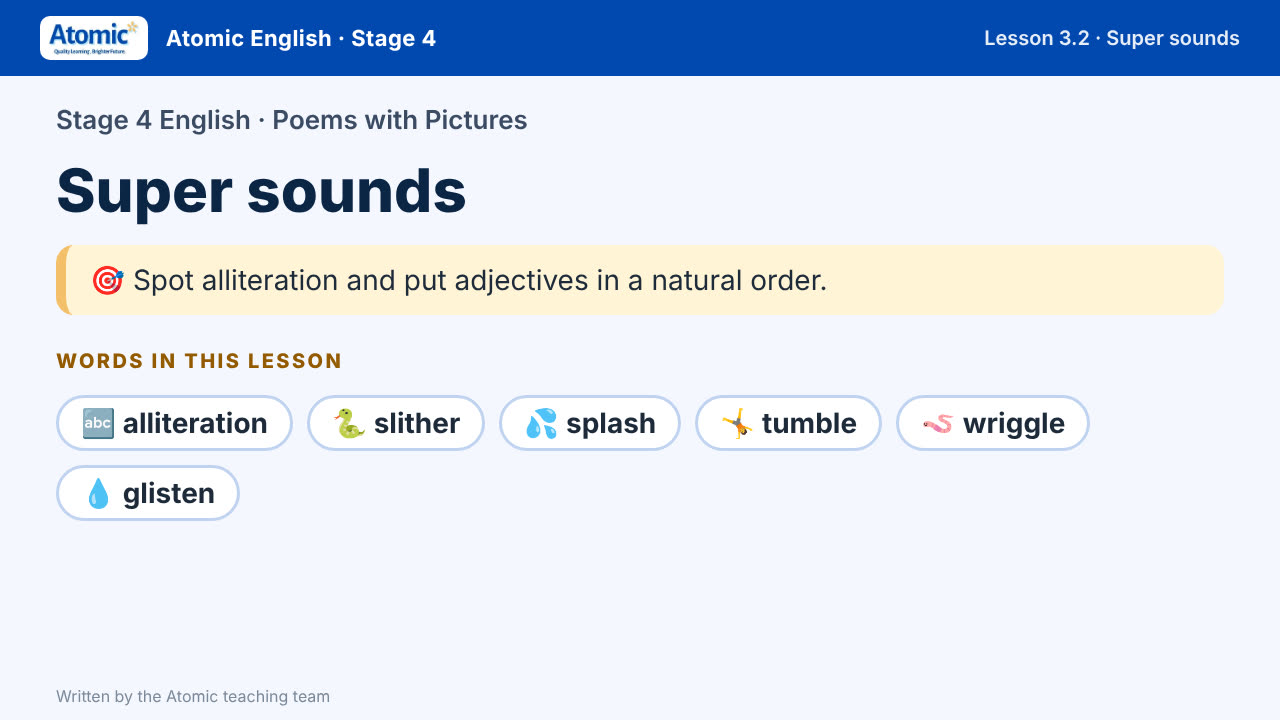 Atomic
Quality Learning. Brighter Future.
Atomic English · Stage 4
Lesson 3.2 · Super sounds
Stage 4 English · Poems with Pictures
Super sounds
🎯 Spot alliteration and put adjectives in a natural order.
WORDS IN THIS LESSON
🔤 alliteration 🐍 slither 💦 splash 🤸 tumble 🪱 wriggle
💧 glisten
Written by the Atomic teaching team